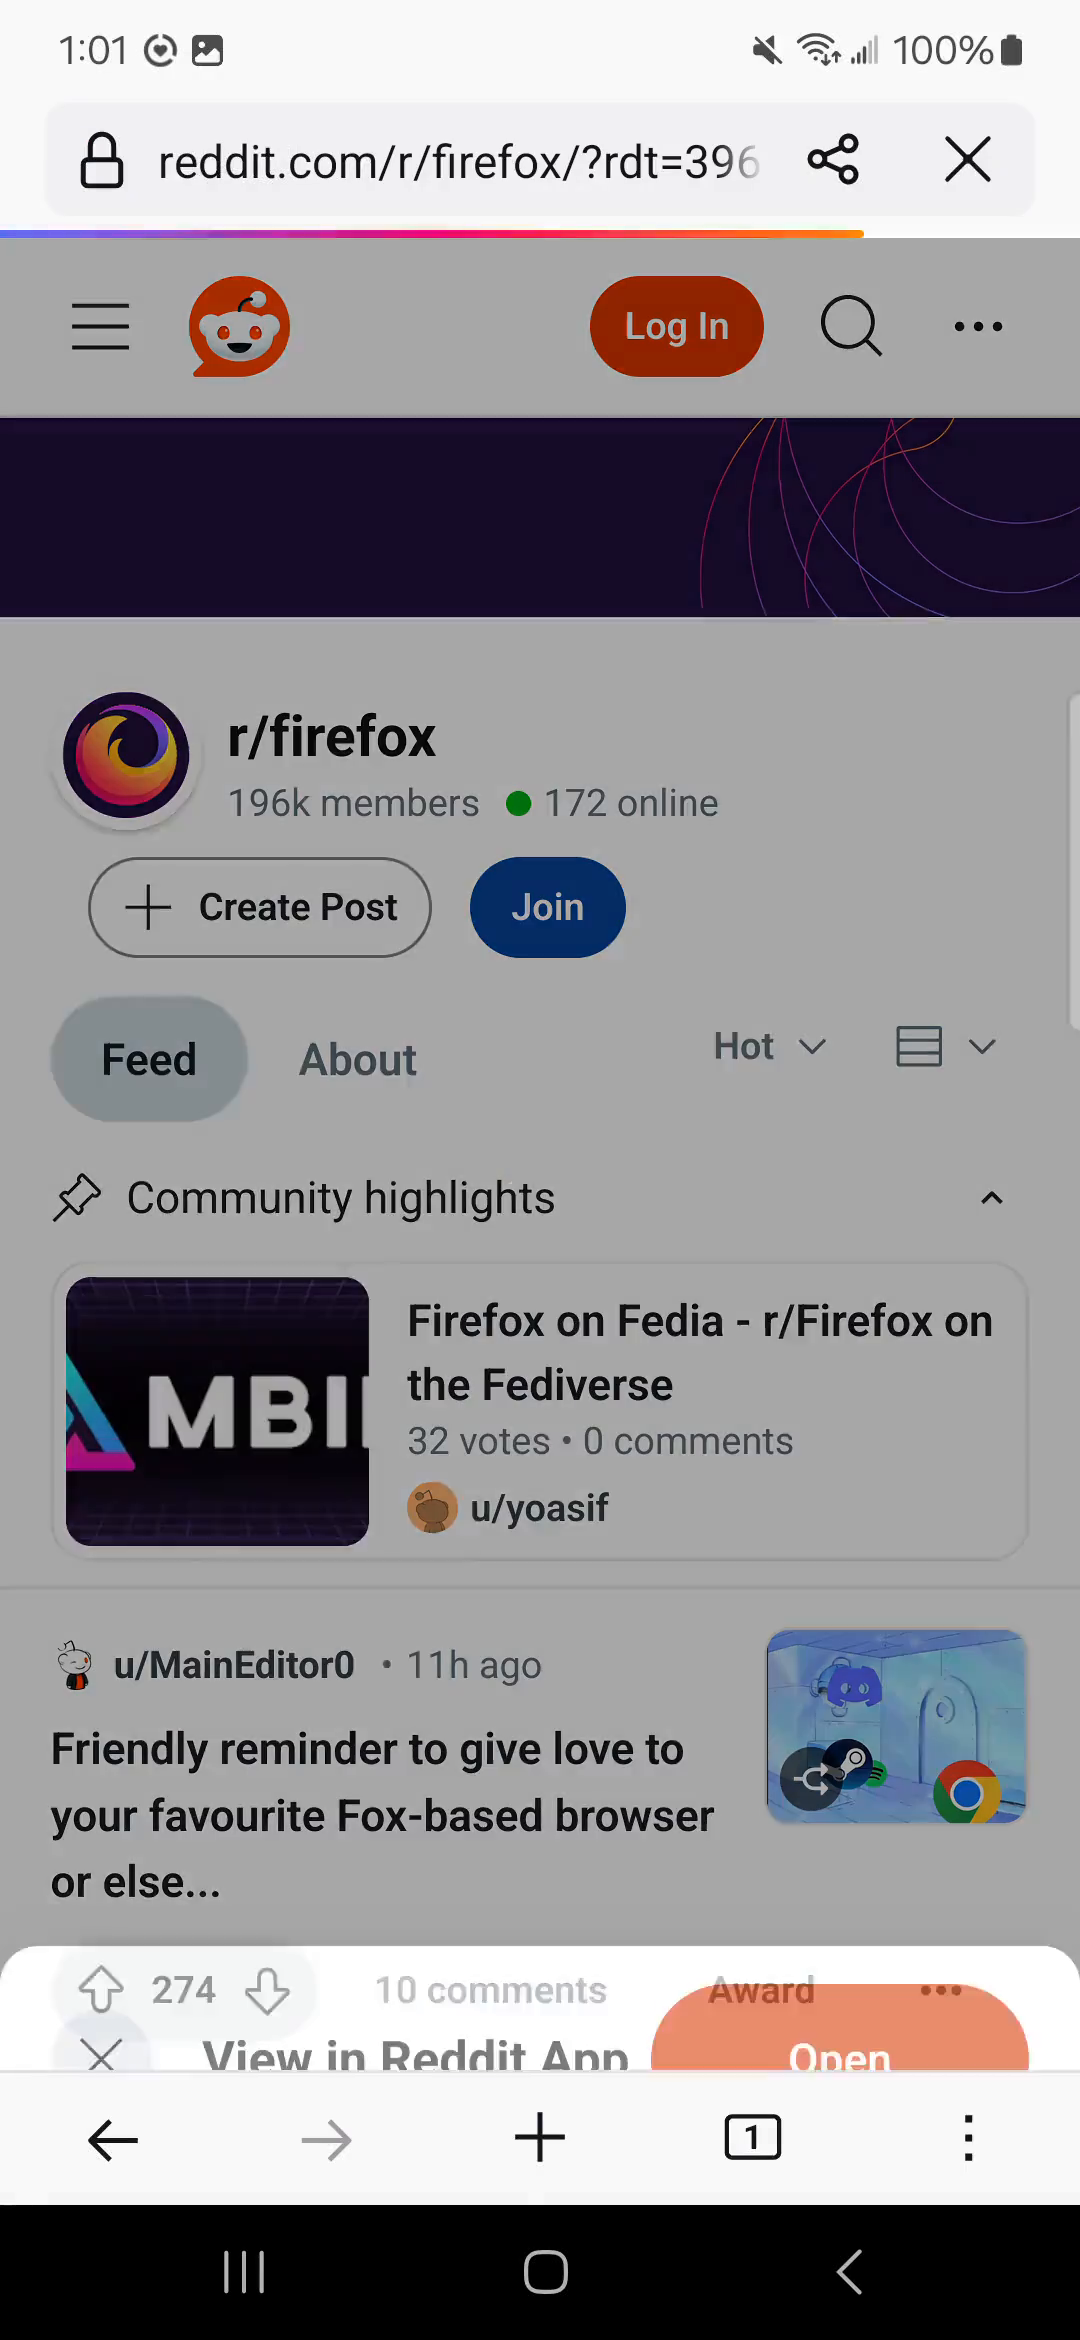 1:01
100%
reddit.com/r/firefox/?rdt=396
Log In
r/firefox
196k members
172 online
Create Post
Join
Feed
About
Hot
Community highlights
MBI
Firefox on Fedia - r/Firefox on
the Fediverse
32 votes • 0 comments
u/yoasif
u/MainEditor0 • 11h ago
Friendly reminder to give love to
your favourite Fox-based browser
or else...
274
10 comments
Award
View in Reddit App
Open
1